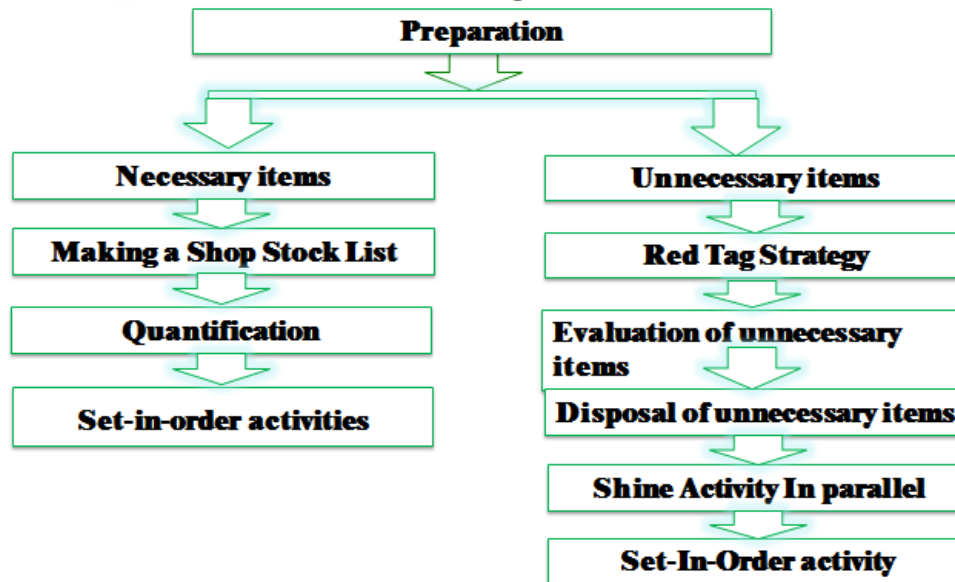 Preparation
Necessary items
Making a Shop Stock List
Quantification
Set-in-order activities
Unnecessary items
Red Tag Strategy
Evaluation of unnecessary
items
Disposal of unnecessary items
Shine Activity In parallel
Set-In-Order activity